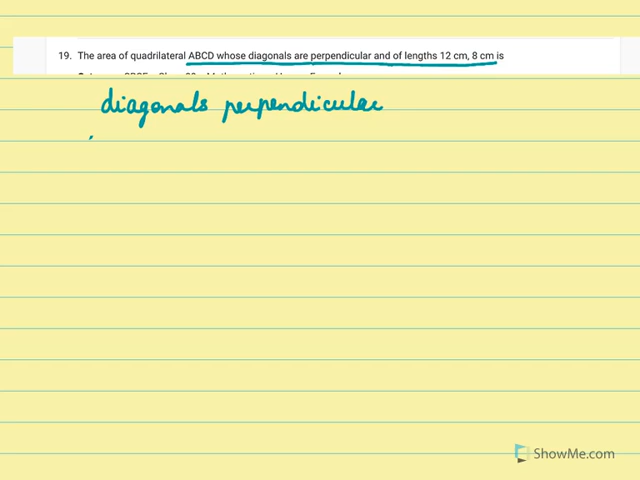 19. The area of quadrilateral ABCD whose diagonals are perpendicular and of lengths 12 cm, 8 cm is
diagonals perpendicular
ShowMe.com